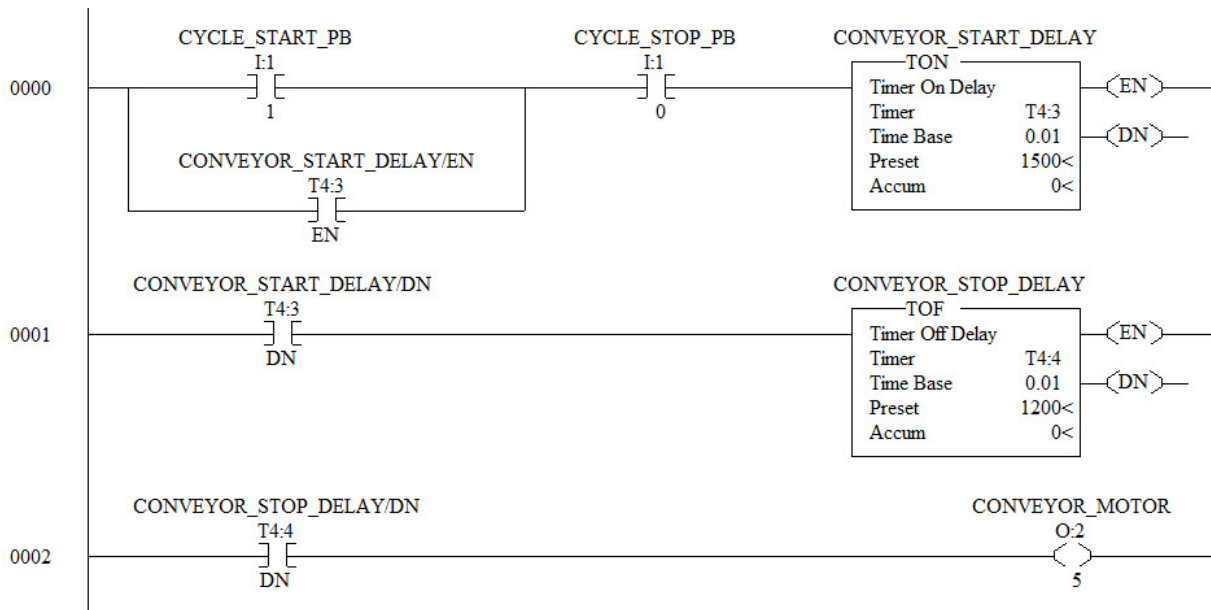 CYCLE_START_PB
I:1
1
CYCLE_STOP_PB
I:1
0
CONVEYOR_START_DELAY
TON
Timer On Delay
Timer T4:3
Time Base 0.01
Preset 1500<
Accum 0<
EN
DN
0000
CONVEYOR_START_DELAY/EN
T4:3
EN
CONVEYOR_START_DELAY/DN
T4:3
DN
0001
CONVEYOR_STOP_DELAY
TOF
Timer Off Delay
Timer T4:4
Time Base 0.01
Preset 1200<
Accum 0<
EN
DN
CONVEYOR_STOP_DELAY/DN
T4:4
DN
0002
CONVEYOR_MOTOR
O:2
5